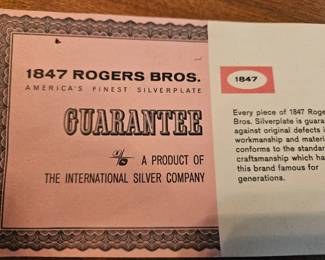 1847 ROGERS BROS.
AMERICA'S FINEST SILVERPLATE
GUARANTEE
A PRODUCT OF
THE INTERNATIONAL SILVER COMPANY
1847
Every piece of 1847 Roge
Bros. Silverplate is guara
against original defects i
workmanship and materi
conforms to the standar
craftsmanship which ha
this brand famous for
generations.